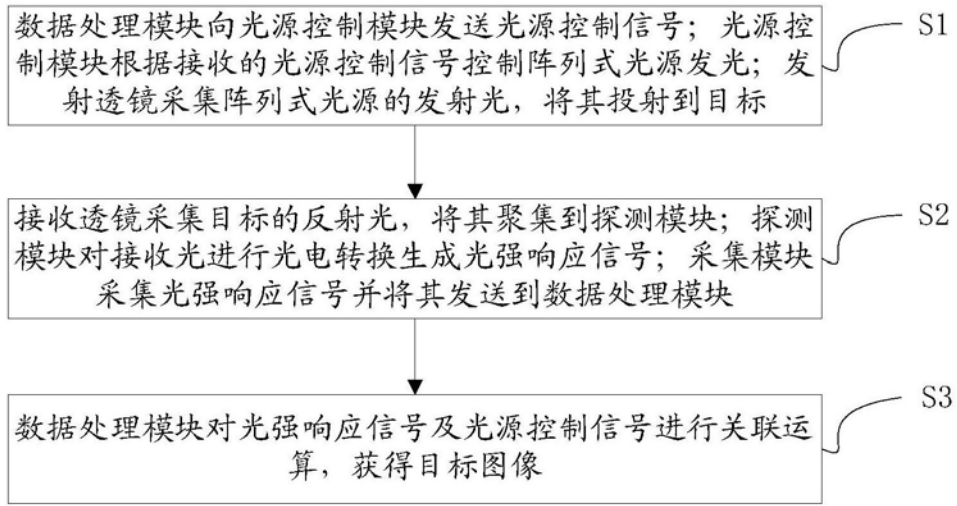 数据处理模块向光源控制模块发送光源控制信号；光源控
制模块根据接收的光源控制信号控制阵列式光源发光；发
射透镜采集阵列式光源的发射光，将其投射到目标
S1
接收透镜采集目标的反射光，将其聚集到探测模块；探测
模块对接收光进行光电转换生成光强响应信号；采集模块
采集光强响应信号并将其发送到数据处理模块
S2
数据处理模块对光强响应信号及光源控制信号进行关联运
算，获得目标图像
S3